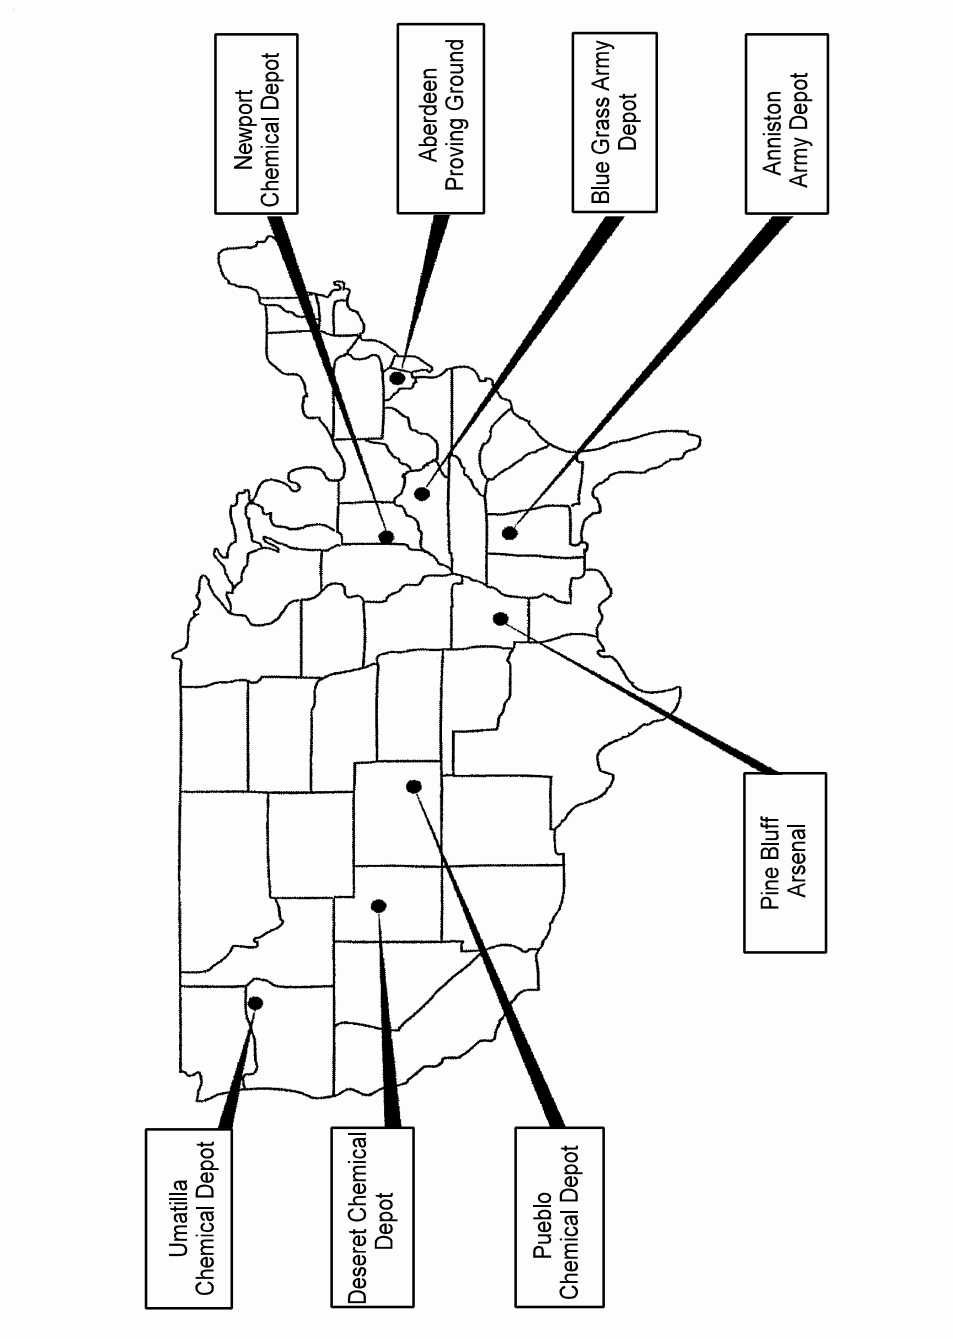 Umatilla
Chemical Depot
Deseret Chemical
Depot
Pueblo
Chemical Depot
Pine Bluff
Arsenal
Newport
Chemical Depot
Aberdeen
Proving Ground
Blue Grass Army
Depot
Anniston
Army Depot